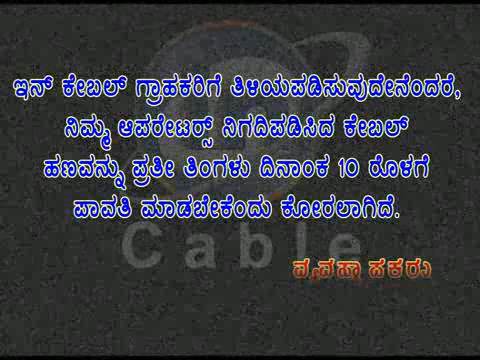 ಇನ್ ಕೇಬಲ್ ಗ್ರಾಹಕರಿಗೆ ತಿಳಿಯಪಡಿಸುವುದೇನೆಂದರೆ,
ನಿಮ್ಮ ಆಪರೇಟರ‍್ಸ್ ನಿಗದಿಪಡಿಸಿದ ಕೇಬಲ್
ಹಣವನ್ನು ಪ್ರತೀ ತಿಂಗಳು ದಿನಾಂಕ 10 ರೊಳಗೆ
ಪಾವತಿ ಮಾಡಬೇಕೆಂದು ಕೋರಲಾಗಿದೆ.
Cable
ವ್ಯವಸ್ಥಾಪಕರು